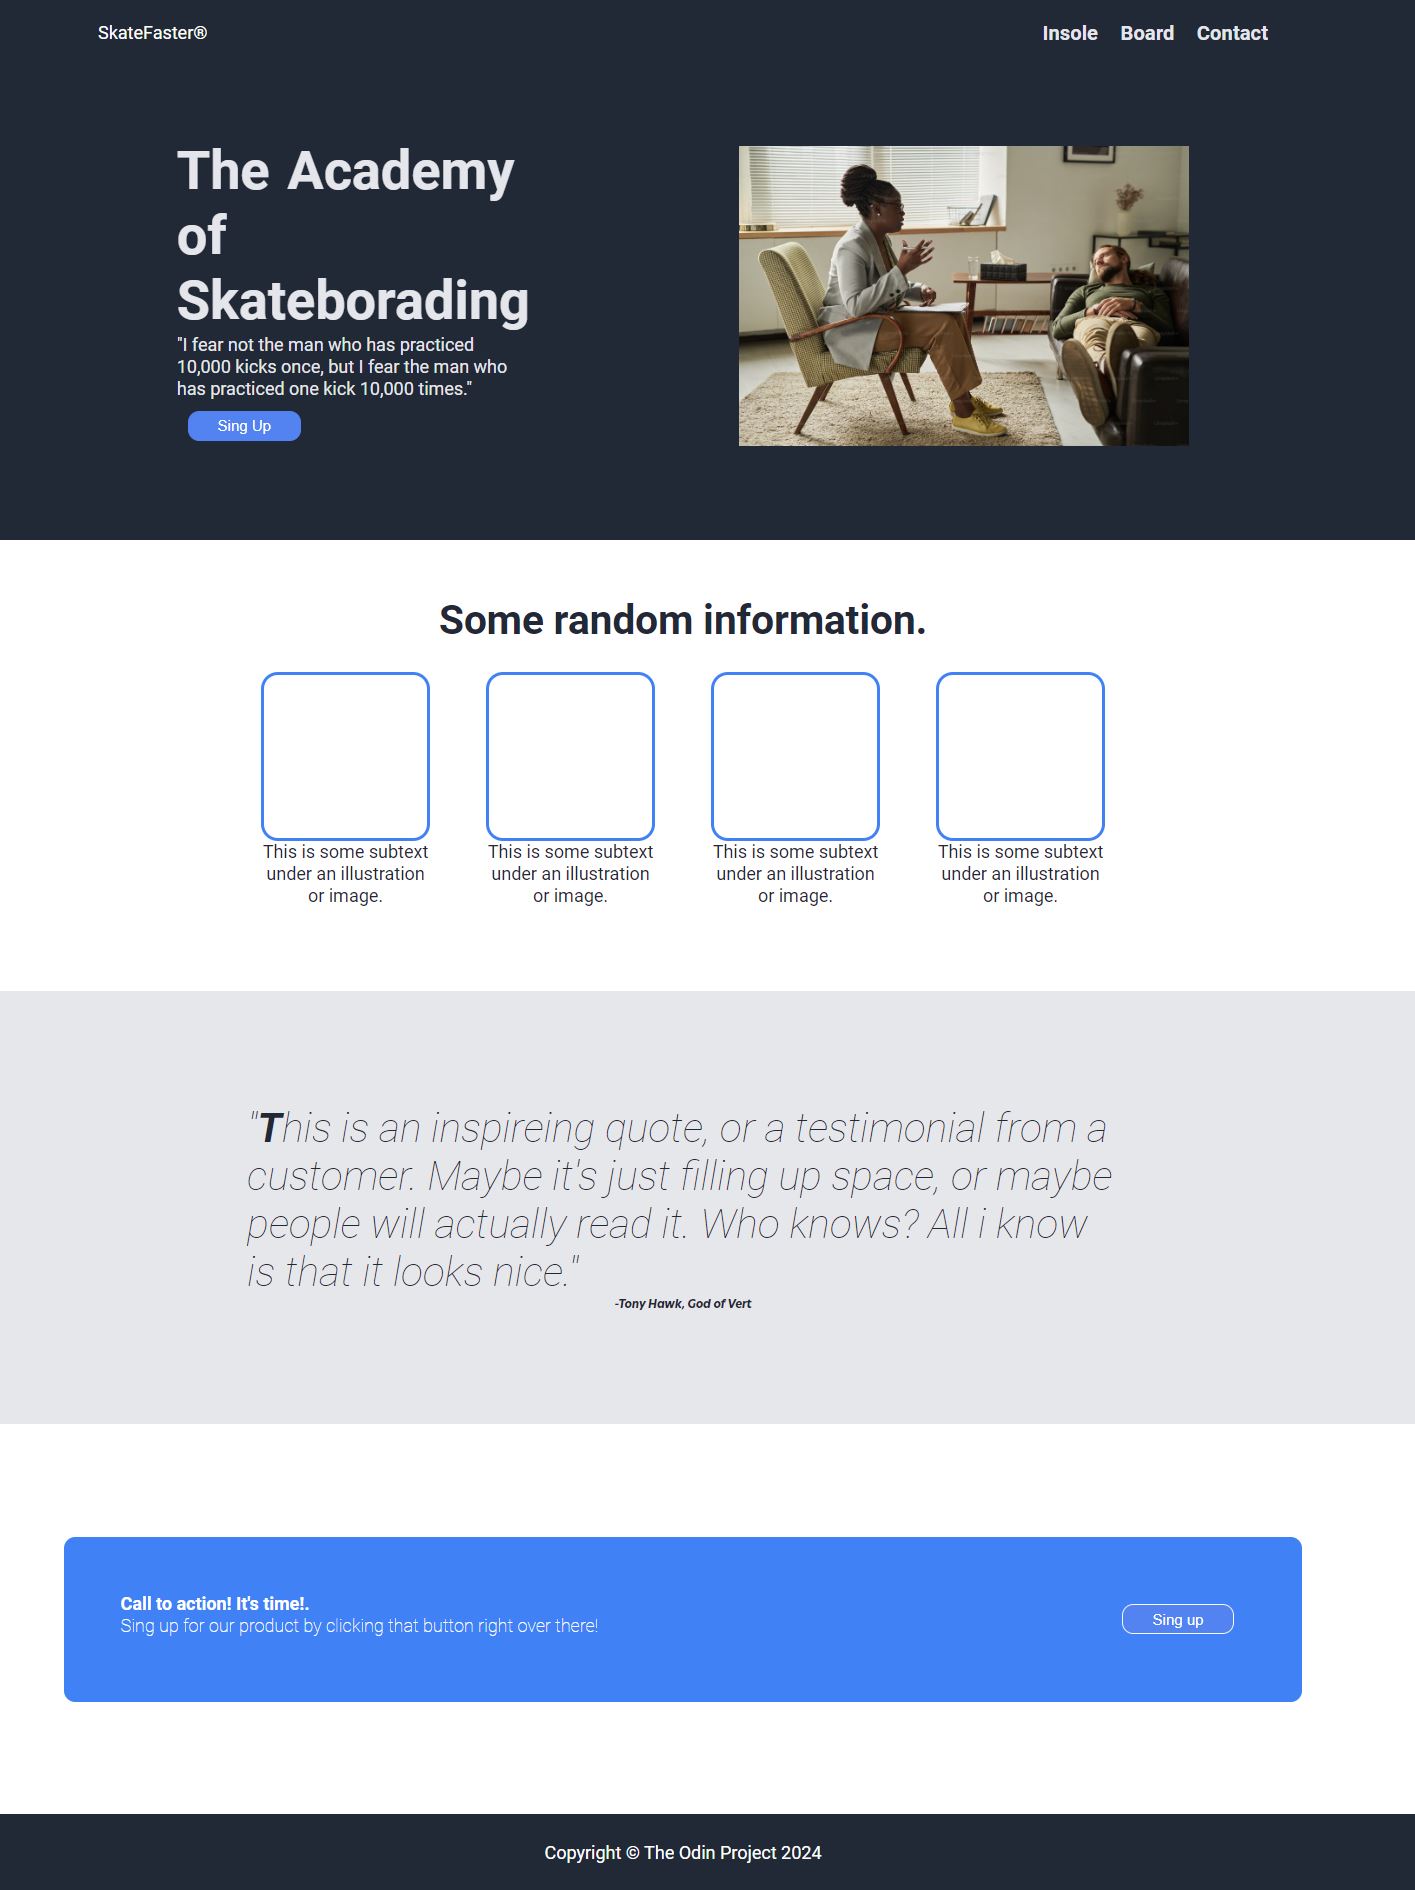 SkateFaster®
Insole Board Contact
The Academy
of
Skateborading
"I fear not the man who has practiced
10,000 kicks once, but I fear the man who
has practiced one kick 10,000 times."
Sing Up
Some random information.
This is some subtext
under an illustration
or image.
This is some subtext
under an illustration
or image.
This is some subtext
under an illustration
or image.
This is some subtext
under an illustration
or image.
"This is an inspireing quote, or a testimonial from a
customer. Maybe it's just filling up space, or maybe
people will actually read it. Who knows? All i know
is that it looks nice."
-Tony Hawk, God of Vert
Call to action! It's time!.
Sing up for our product by clicking that button right over there!
Sing up
Copyright © The Odin Project 2024